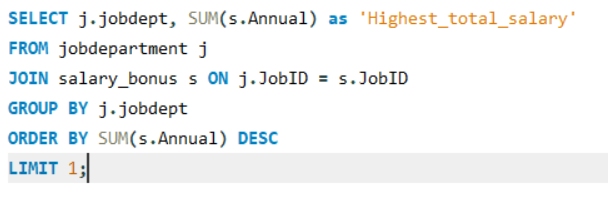 SELECT j.jobdept, SUM(s.Annual) as 'Highest_total_salary'
FROM jobdepartment j
JOIN salary_bonus s ON j.JobID = s.JobID
GROUP BY j.jobdept
ORDER BY SUM(s.Annual) DESC
LIMIT 1;